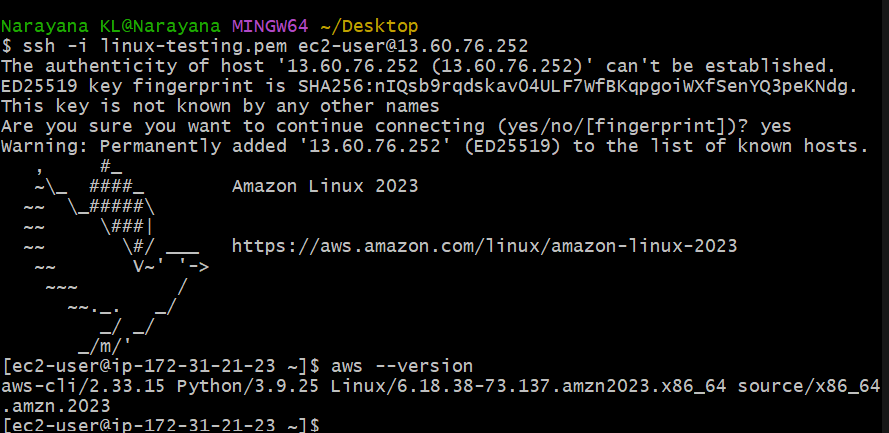 Narayana KL@Narayana MINGW64 ~/Desktop
$ ssh -i linux-testing.pem ec2-user@13.60.76.252
The authenticity of host '13.60.76.252 (13.60.76.252)' can't be established.
ED25519 key fingerprint is SHA256:nIQsb9rqdskav04ULF7WfBKqpgoiWXfSenYQ3peKNdg.
This key is not known by any other names
Are you sure you want to continue connecting (yes/no/[fingerprint])? yes
Warning: Permanently added '13.60.76.252' (ED25519) to the list of known hosts.
   ,     #_
   ~\_  ####_        Amazon Linux 2023
  ~~  \_#####\
  ~~     \###|
  ~~       \#/ ___   https://aws.amazon.com/linux/amazon-linux-2023
   ~~       V~' '->
    ~~~         /
      ~~._.   _/
         _/ _/
       _/m/'
[ec2-user@ip-172-31-21-23 ~]$ aws --version
aws-cli/2.33.15 Python/3.9.25 Linux/6.18.38-73.137.amzn2023.x86_64 source/x86_64
.amzn.2023
[ec2-user@ip-172-31-21-23 ~]$